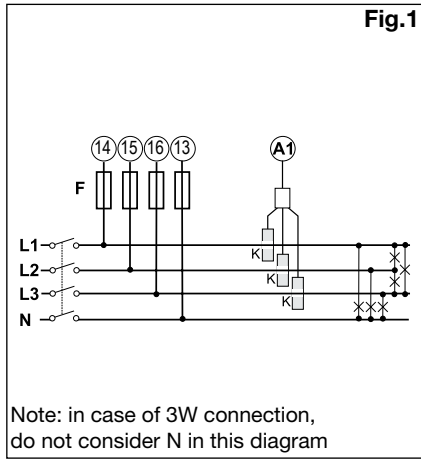 Fig.1
14 15 16 13 A1
F
L1 K
L2 K
L3 K
N
Note: in case of 3W connection,
do not consider N in this diagram